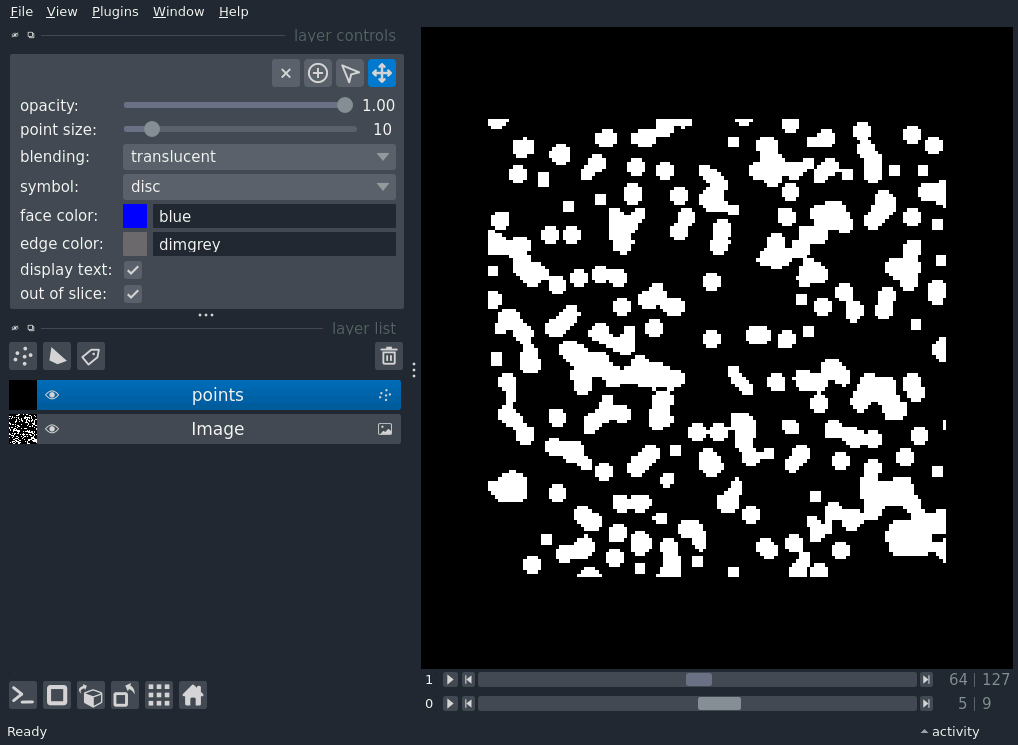 File View Plugins Window Help
layer controls
opacity: 1.00
point size: 10
blending: translucent
symbol: disc
face color: blue
edge color: dimgrey
display text:
out of slice:
layer list
points
Image
1 64 | 127
0 5 | 9
Ready activity